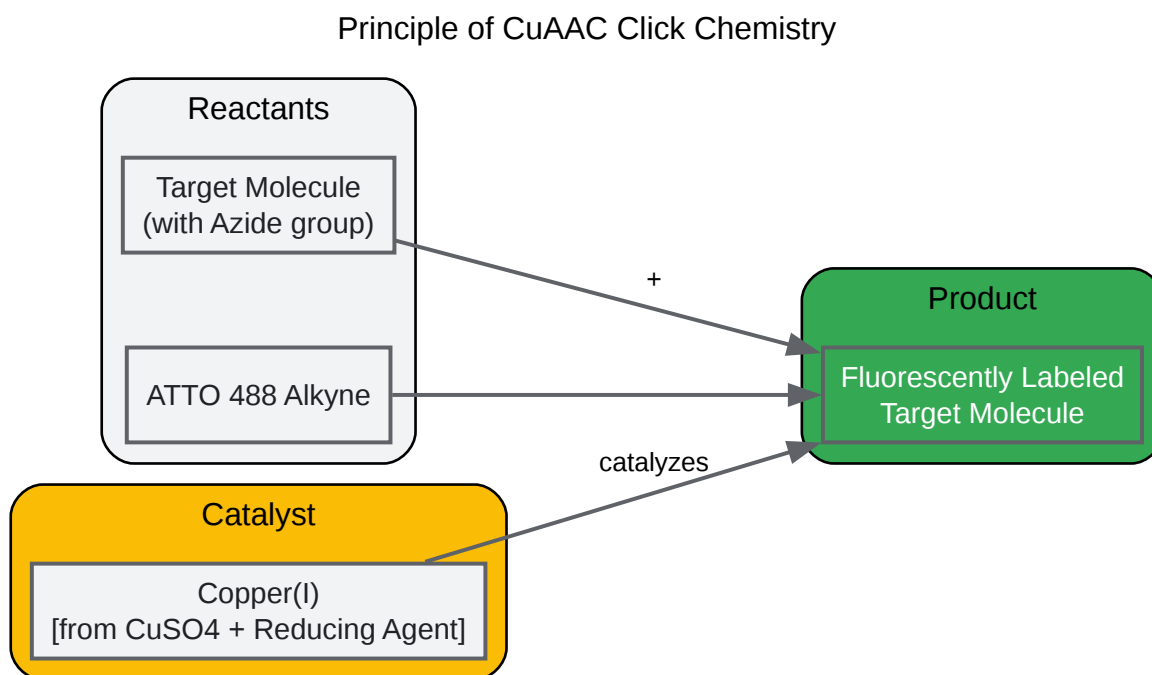 Principle of CuAAC Click Chemistry
Reactants
Target Molecule
(with Azide group)
+
Product
ATTO 488 Alkyne
Fluorescently Labeled
Target Molecule
catalyzes
Catalyst
Copper(I)
[from CuSO4 + Reducing Agent]